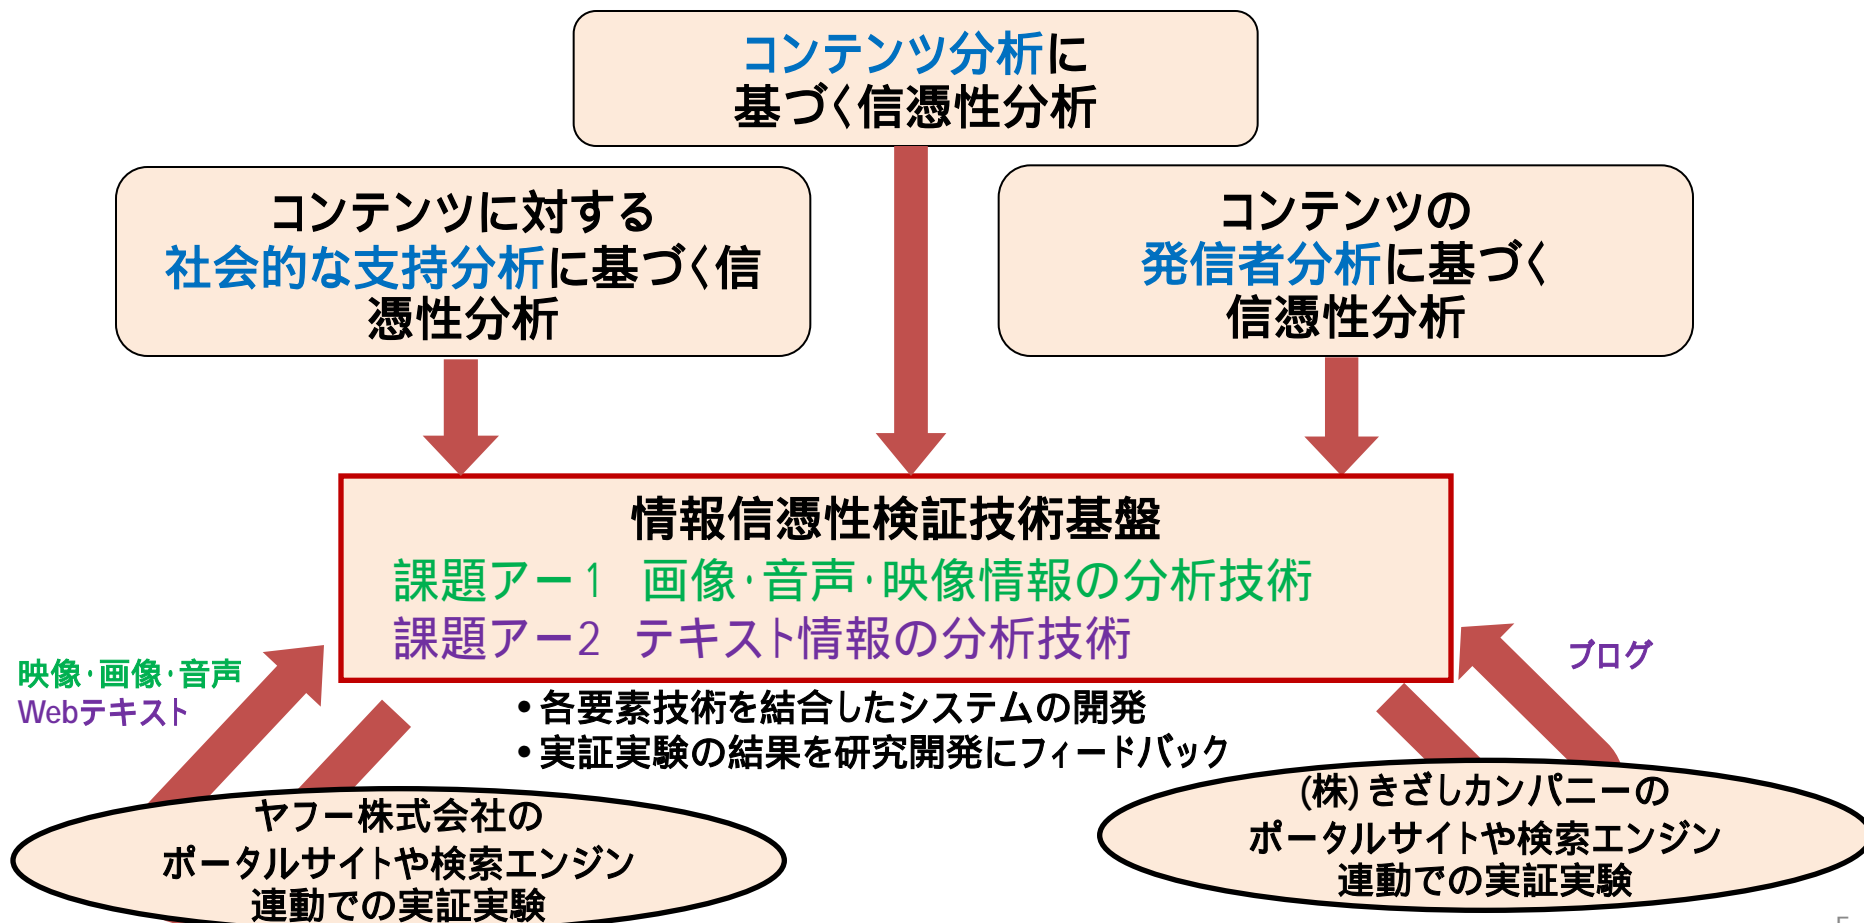 コンテンツ分析に
基づく信憑性分析
コンテンツに対する
社会的な支持分析に基づく信
憑性分析
コンテンツの
発信者分析に基づく
信憑性分析
情報信憑性検証技術基盤
課題アー1 画像・音声・映像情報の分析技術
課題アー2 テキスト情報の分析技術
映像・画像・音声
Webテキスト
ブログ
•各要素技術を結合したシステムの開発
•実証実験の結果を研究開発にフィードバック
ヤフー株式会社の
ポータルサイトや検索エンジン
連動での実証実験
(株)きざしカンパニーの
ポータルサイトや検索エンジン
連動での実証実験